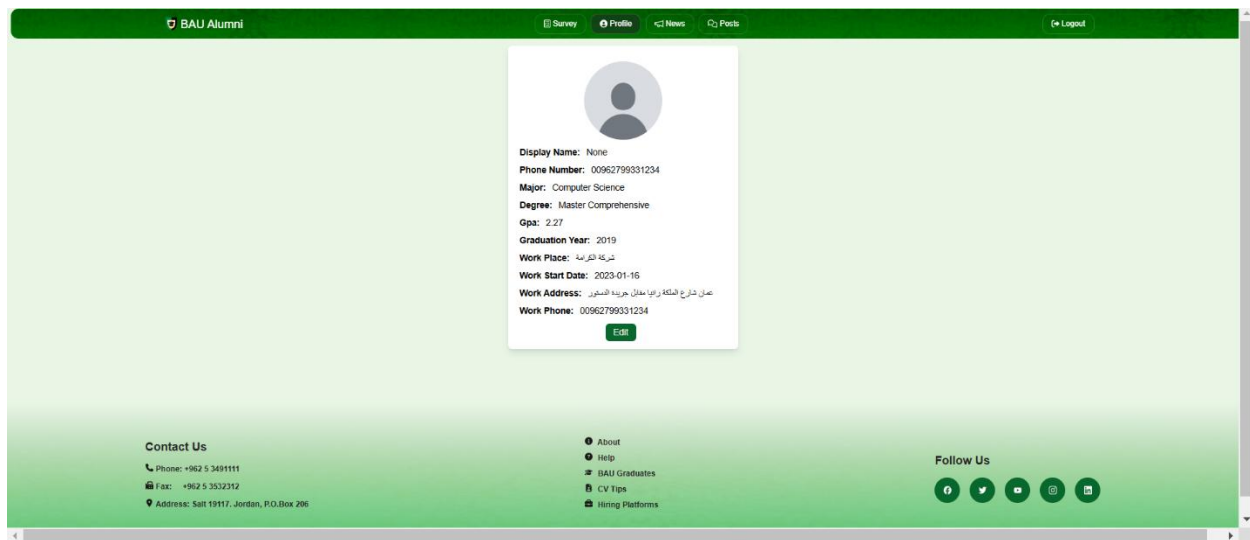 BAU Alumni
Survey Profile News Posts
Logout
Display Name: None
Phone Number: 00962799331234
Major: Computer Science
Degree: Master Comprehensive
Gpa: 2.27
Graduation Year: 2019
Work Place: شركة الكرامة
Work Start Date: 2023-01-16
Work Address: عمان شارع الملكة رانيا مقابل جريدة الدستور
Work Phone: 00962799331234
Edit
Contact Us
Phone: +962 5 3491111
Fax: +962 5 3532312
Address: Salt 19117. Jordan, P.O.Box 206
About
Help
BAU Graduates
CV Tips
Hiring Platforms
Follow Us